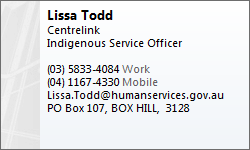 Lissa Todd
Centrelink
Indigenous Service Officer
(03) 5833-4084 Work
(04) 1167-4330 Mobile
Lissa.Todd@humanservices.gov.au
PO Box 107, BOX HILL,  3128